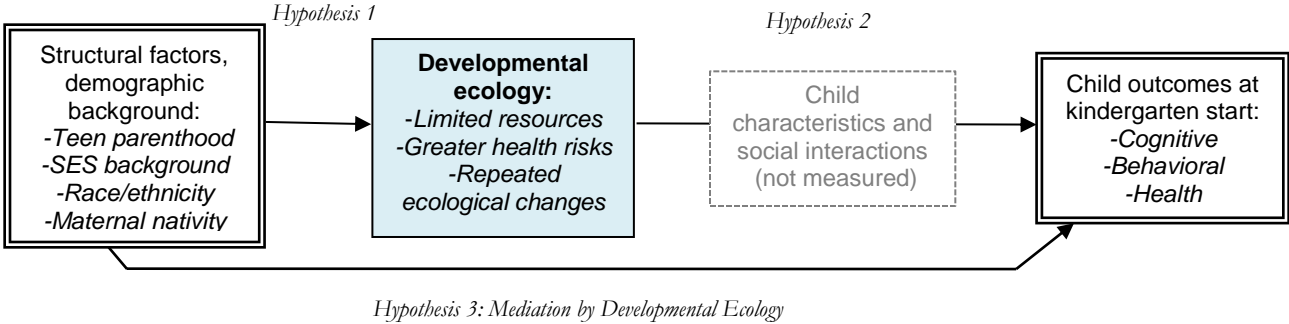 Hypothesis 1
Hypothesis 2
Structural factors,
demographic
background:
-Teen parenthood
-SES background
-Race/ethnicity
-Maternal nativity
Developmental
ecology:
-Limited resources
-Greater health risks
-Repeated
ecological changes
Child
characteristics and
social interactions
(not measured)
Child outcomes at
kindergarten start:
-Cognitive
-Behavioral
-Health
Hypothesis 3: Mediation by Developmental Ecology